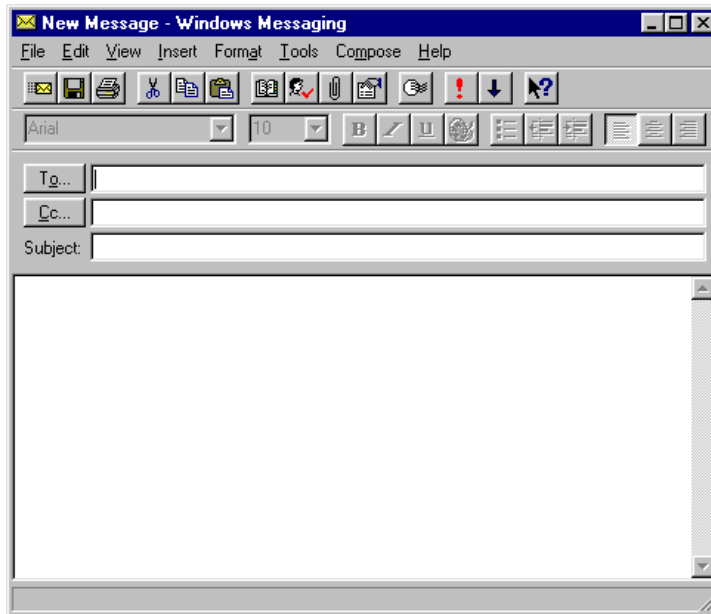 New Message - Windows Messaging
File Edit View Insert Format Tools Compose Help
Arial 10 B I U
To...
Cc...
Subject: